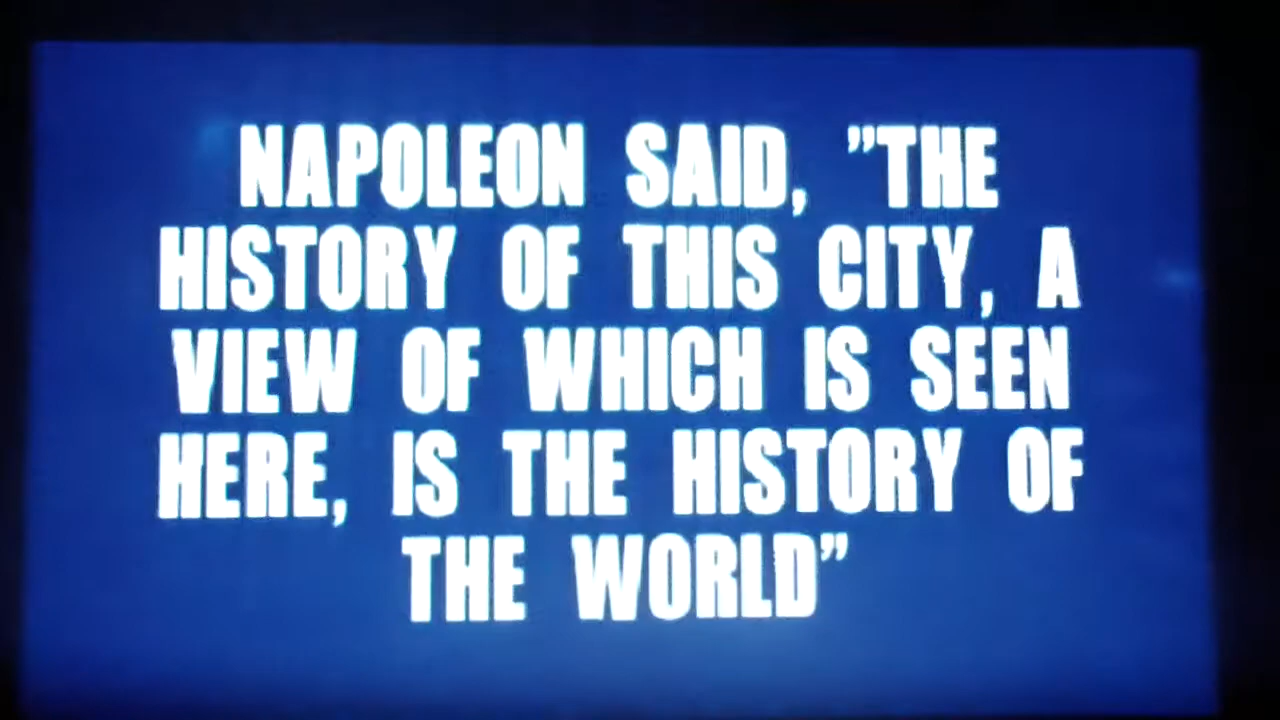 NAPOLEON SAID, "THE
HISTORY OF THIS CITY, A
VIEW OF WHICH IS SEEN
HERE, IS THE HISTORY OF
THE WORLD"